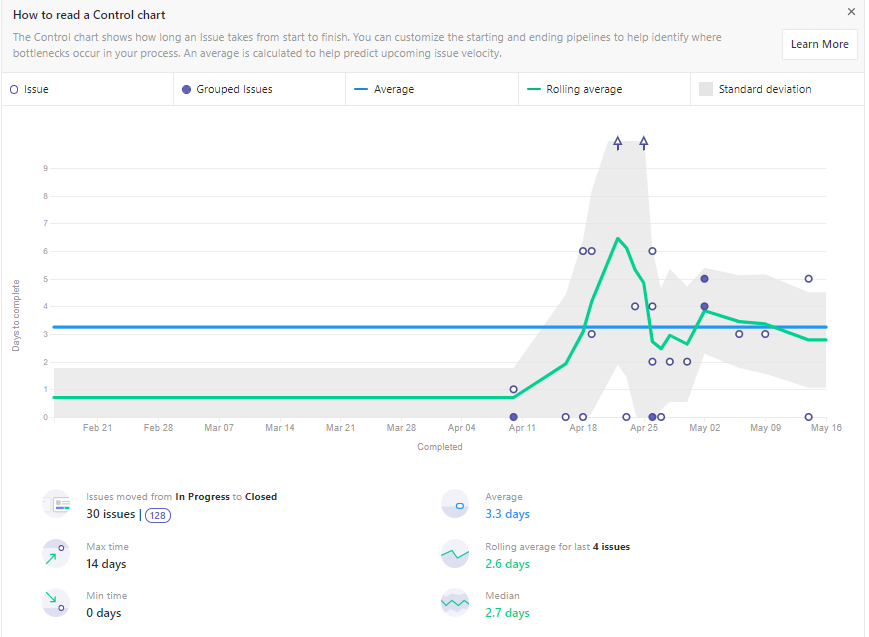 How to read a Control chart
The Control chart shows how long an Issue takes from start to finish. You can customize the starting and ending pipelines to help identify where
bottlenecks occur in your process. An average is calculated to help predict upcoming issue velocity.
Learn More
Issue
Grouped Issues
Average
Rolling average
Standard deviation
Days to complete
9
8
7
6
5
4
3
2
1
0
Feb 21
Feb 28
Mar 07
Mar 14
Mar 21
Mar 28
Apr 04
Apr 11
Apr 18
Apr 25
May 02
May 09
May 16
Completed
Issues moved from In Progress to Closed
30 issues | 128
Average
3.3 days
Max time
14 days
Rolling average for last 4 issues
2.6 days
Min time
0 days
Median
2.7 days